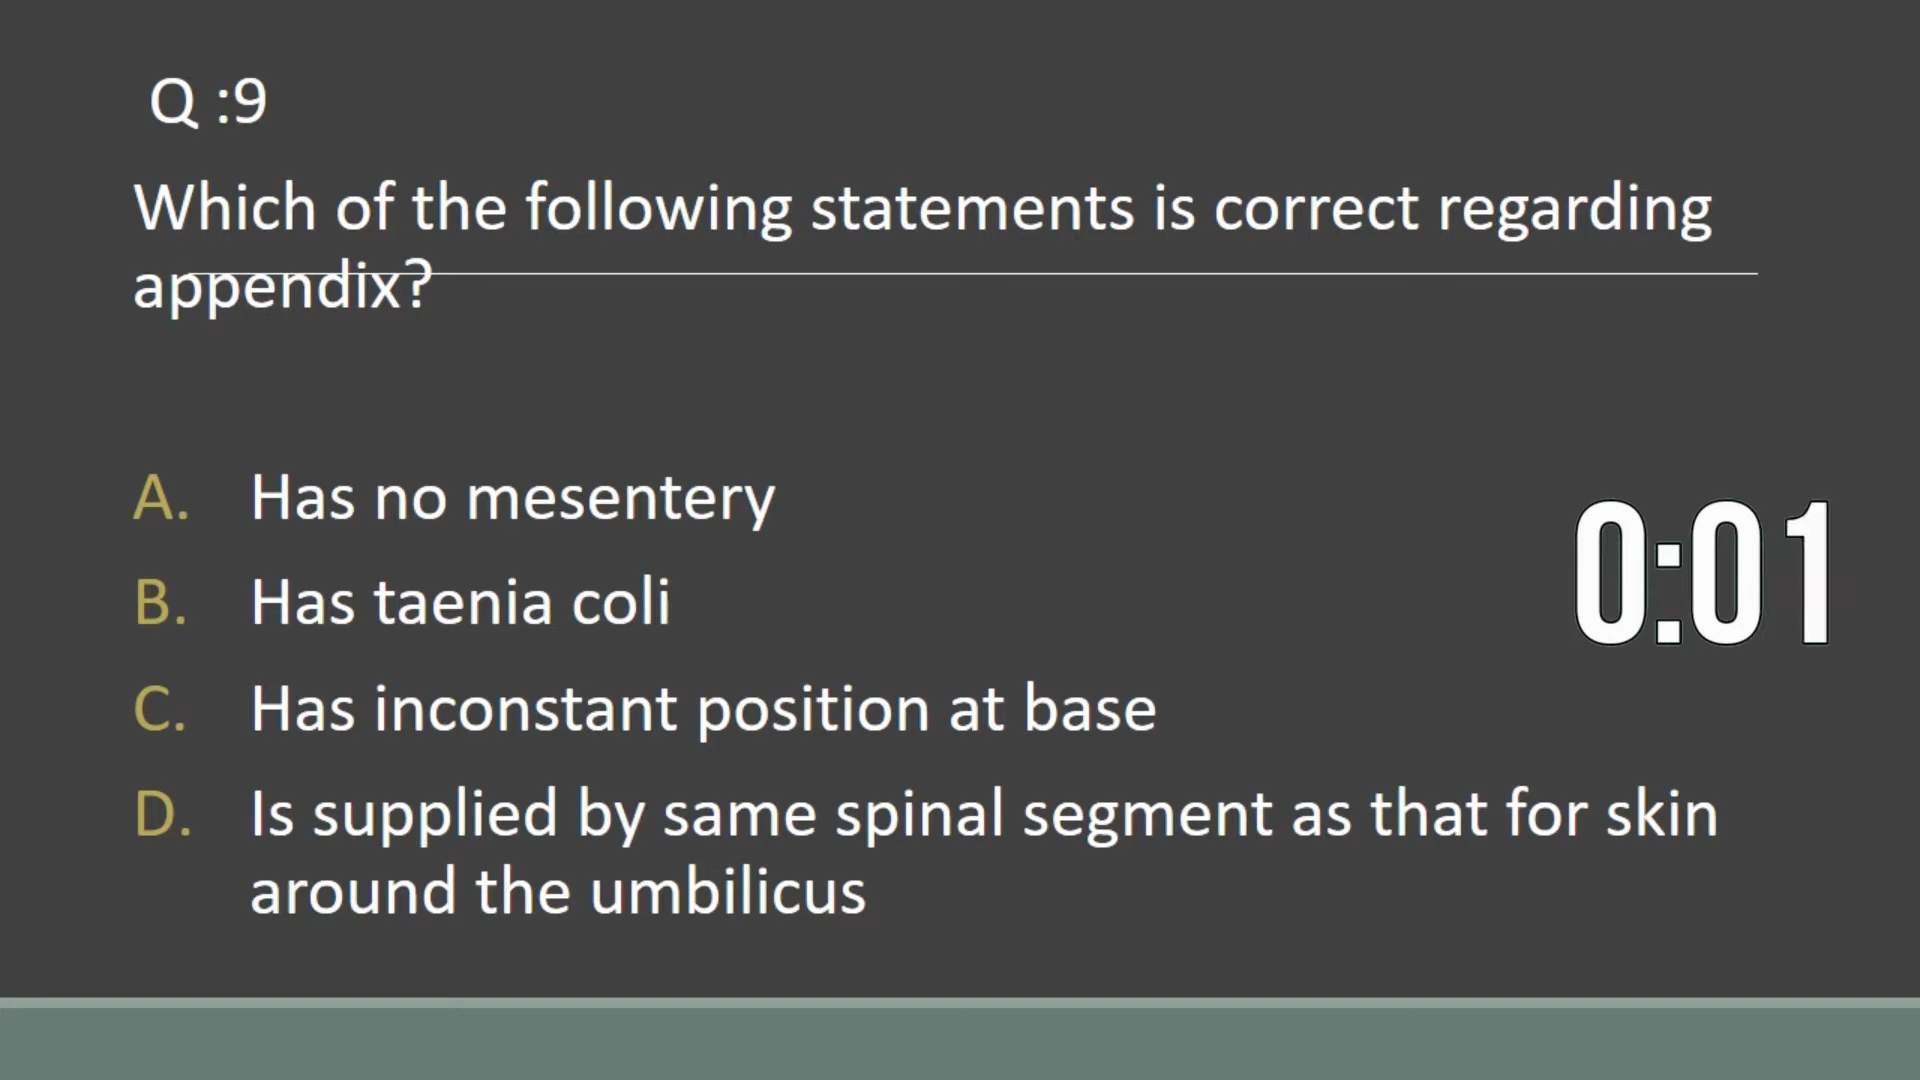 Q :9
Which of the following statements is correct regarding
appendix?
A. Has no mesentery
B. Has taenia coli
0:01
C. Has inconstant position at base
D. Is supplied by same spinal segment as that for skin
around the umbilicus